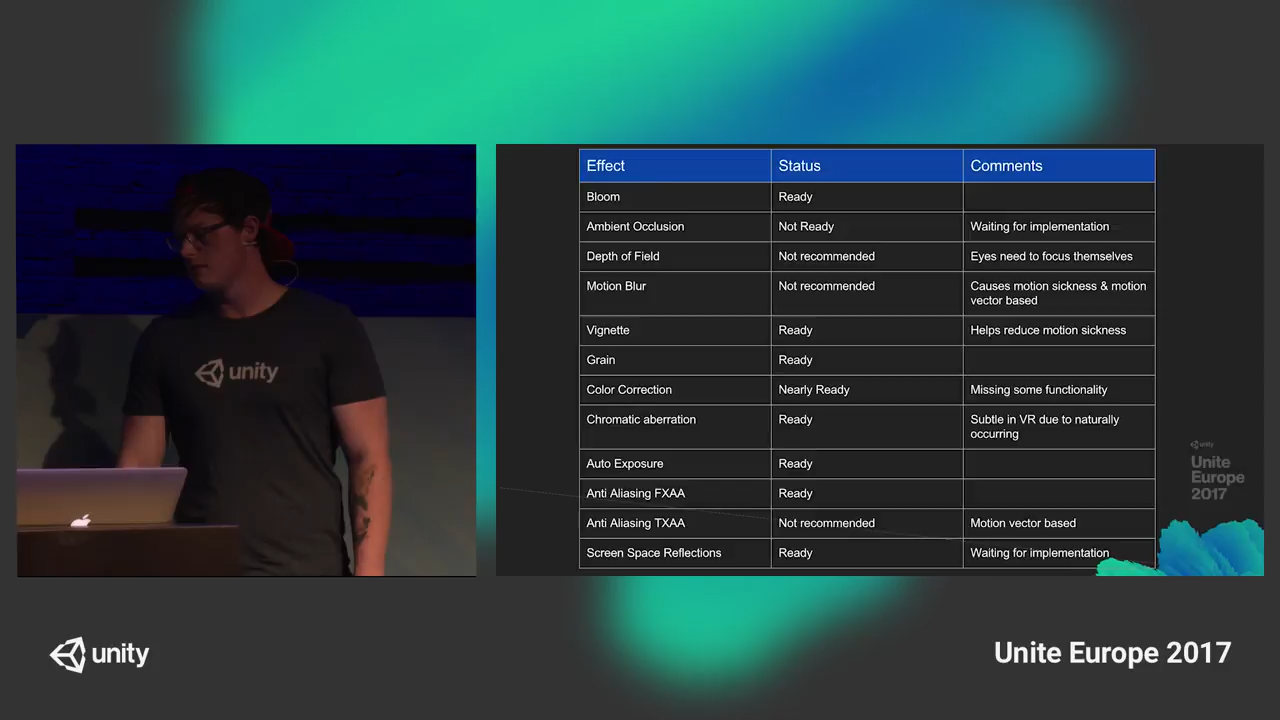 unity
Effect Status Comments
Bloom Ready
Ambient Occlusion Not Ready Waiting for implementation
Depth of Field Not recommended Eyes need to focus themselves
Motion Blur Not recommended Causes motion sickness & motion
vector based
Vignette Ready Helps reduce motion sickness
Grain Ready
Color Correction Nearly Ready Missing some functionality
Chromatic aberration Ready Subtle in VR due to naturally
occurring
Auto Exposure Ready
Anti Aliasing FXAA Ready
Anti Aliasing TXAA Not recommended Motion vector based
Screen Space Reflections Ready Waiting for implementation
unity
Unite
Europe
2017
unity
Unite Europe 2017